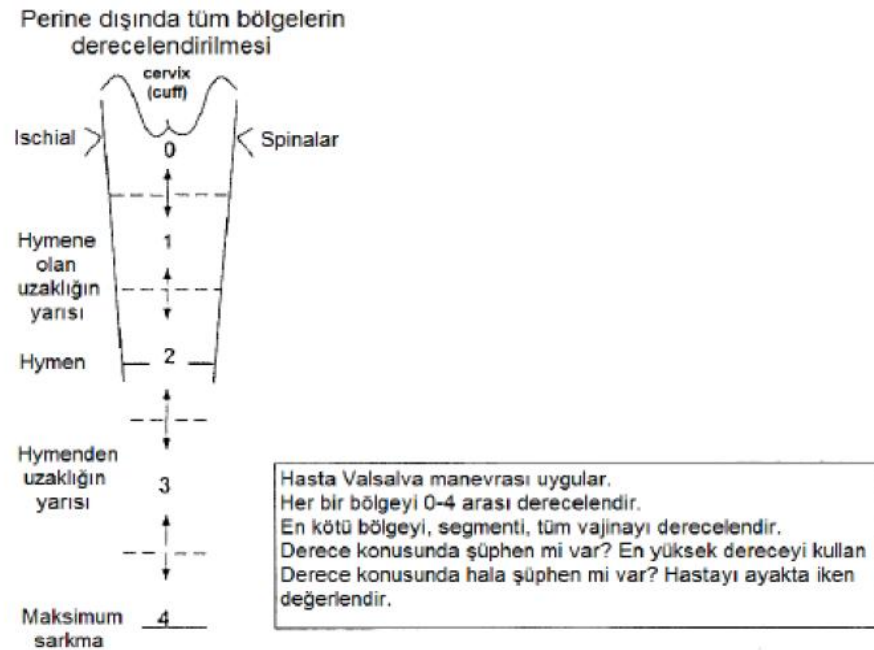 Perine dışında tüm bölgelerin
derecelendirilmesi
cervix
(cuff)
Ischial
Spinalar
0
Hymene
olan
uzaklığın
yarısı
1
Hymen
2
Hymenden
uzaklığın
yarısı
3
Maksimum
sarkma
4
Hasta Valsalva manevrası uygular.
Her bir bölgeyi 0-4 arası derecelendir.
En kötü bölgeyi, segmenti, tüm vajinayı derecelendir.
Derece konusunda şüphen mi var? En yüksek dereceyi kullan
Derece konusunda hala şüphen mi var? Hastayı ayakta iken
değerlendir.